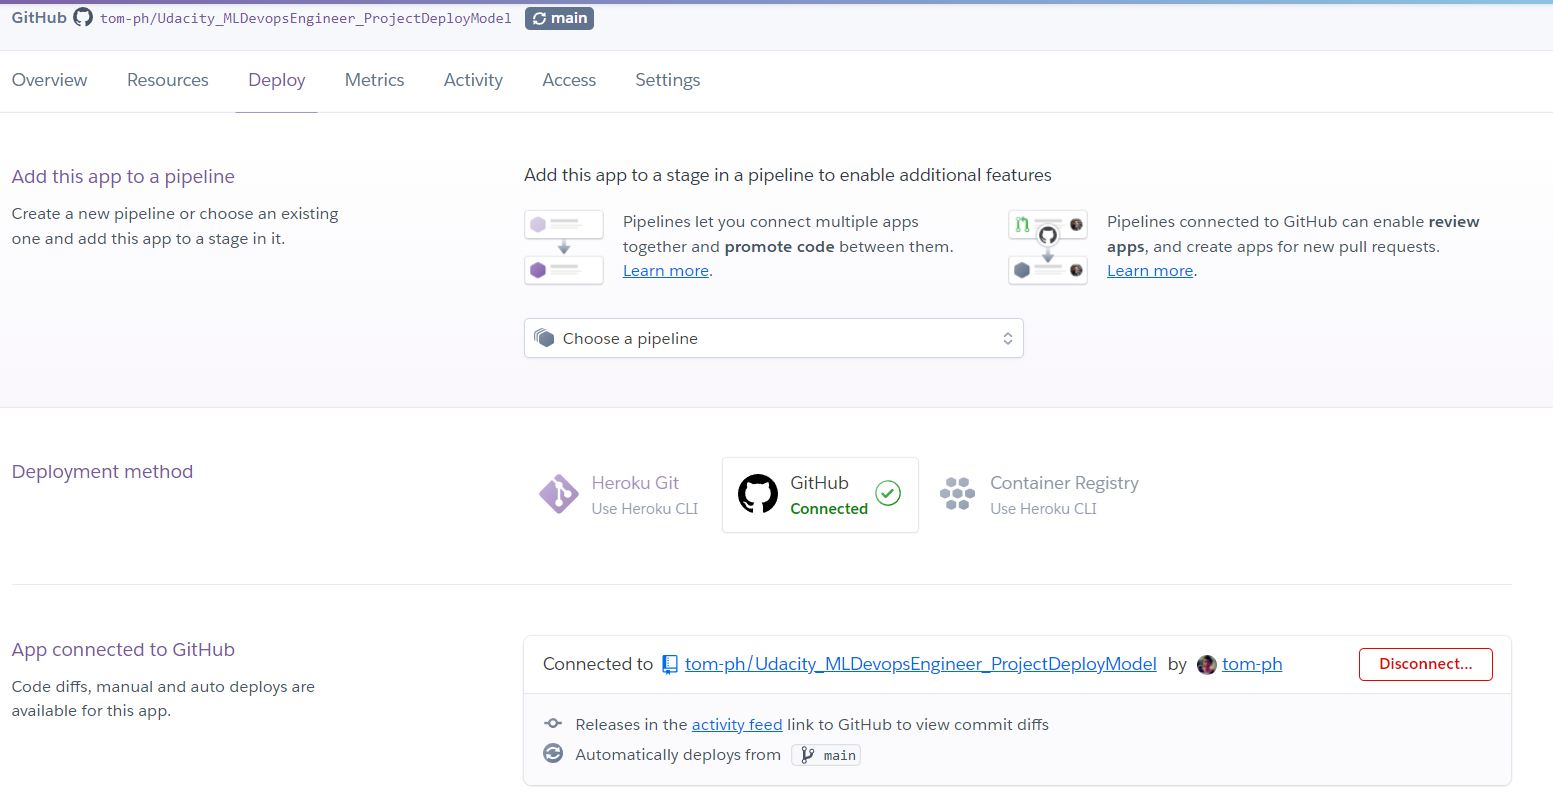 GitHub tom-ph/Udacity_MLDevopsEngineer_ProjectDeployModel main
Overview Resources Deploy Metrics Activity Access Settings
Add this app to a pipeline
Create a new pipeline or choose an existing
one and add this app to a stage in it.
Add this app to a stage in a pipeline to enable additional features
Pipelines let you connect multiple apps
together and promote code between them.
Learn more.
Pipelines connected to GitHub can enable review
apps, and create apps for new pull requests.
Learn more.
Choose a pipeline
Deployment method
Heroku Git
Use Heroku CLI
GitHub
Connected
Container Registry
Use Heroku CLI
App connected to GitHub
Code diffs, manual and auto deploys are
available for this app.
Connected to tom-ph/Udacity_MLDevopsEngineer_ProjectDeployModel by tom-ph Disconnect...
Releases in the activity feed link to GitHub to view commit diffs
Automatically deploys from main